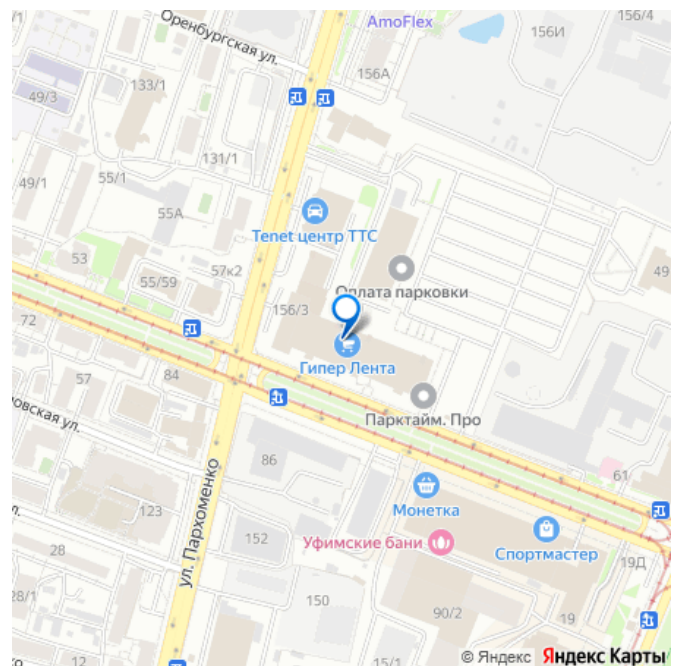 Оренбургская ул.
AmoFlex
156И
156/4
156А
133/1
49/3
131/1
49/1
55/1
55А
Tenet центр ТТС
53
57к2
55/59
Оплата парковки
49
156/3
72
Гипер Лента
57
84
Парктайм. Про
овская ул.
86
61
ул. Пархоменко
123
Монетка
л.
152
Уфимские бани
Спортмастер
28
19Д
28/1
150
90/2
19
ко
12
© Яндекс Яндекс Карты